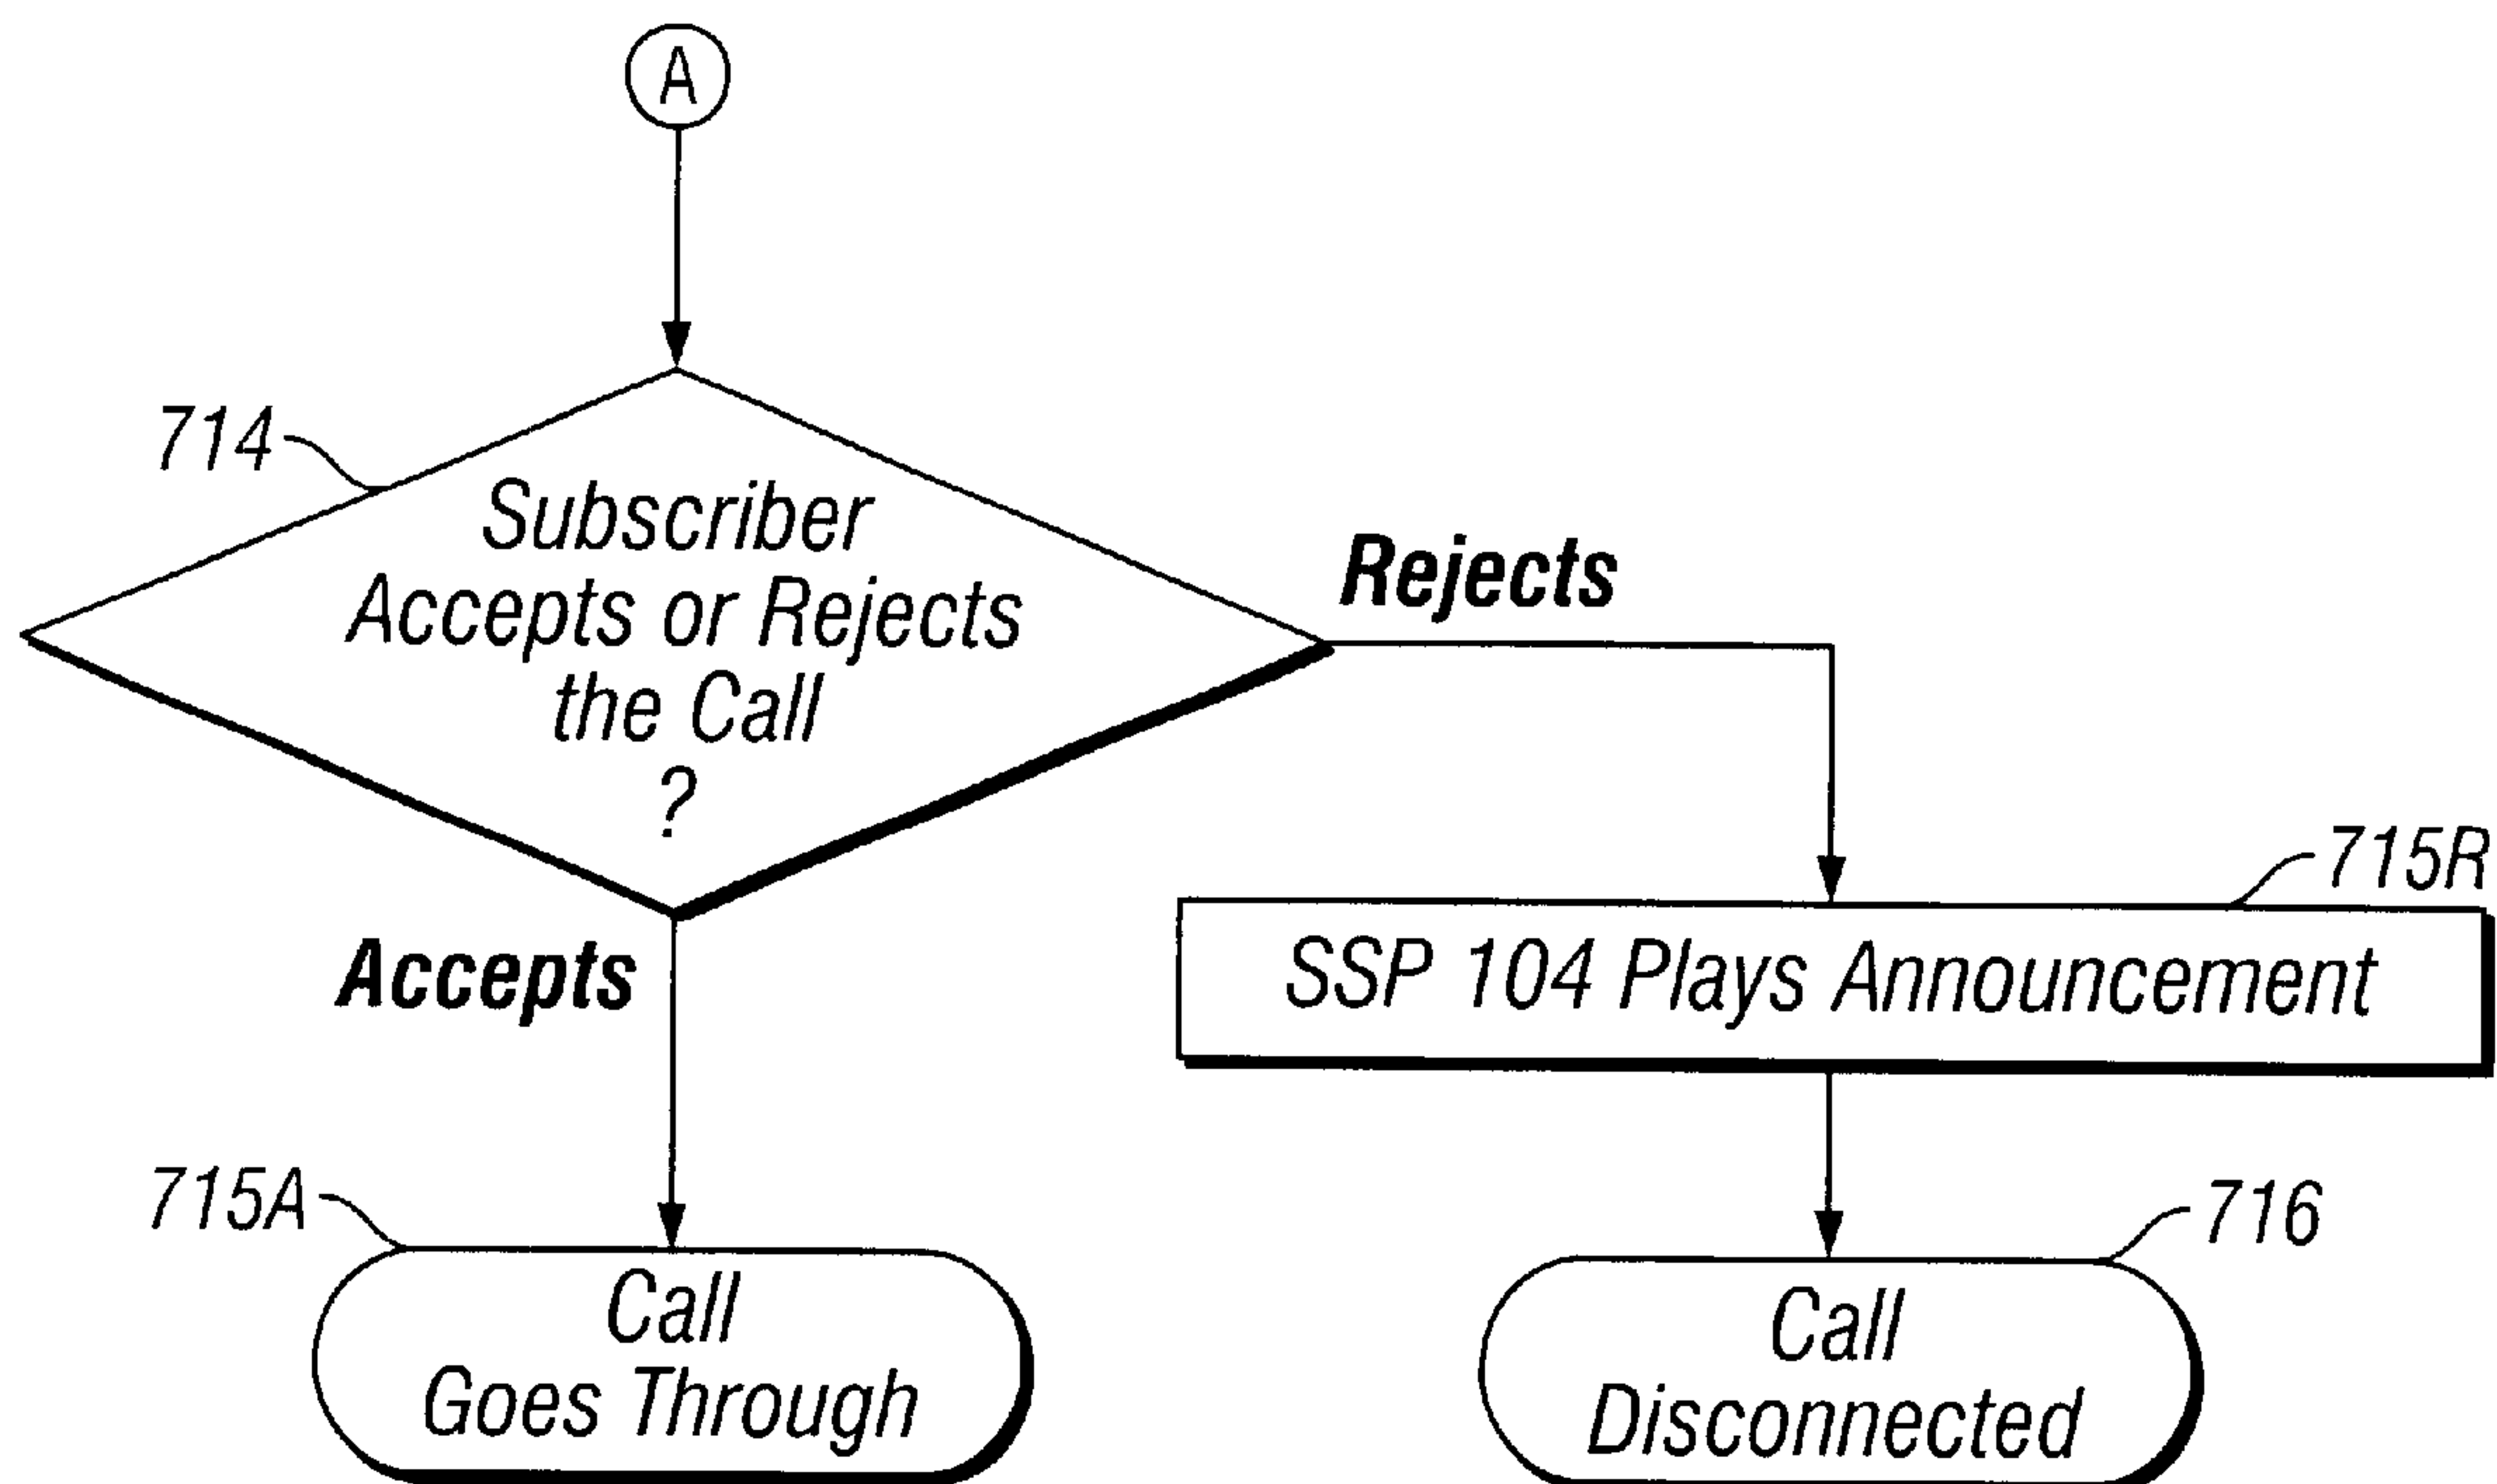 A
714
Subscriber
Accepts or Rejects
the Call
?
Rejects
Accepts
715R
SSP 104 Plays Announcement
715A
Call
Goes Through
716
Call
Disconnected